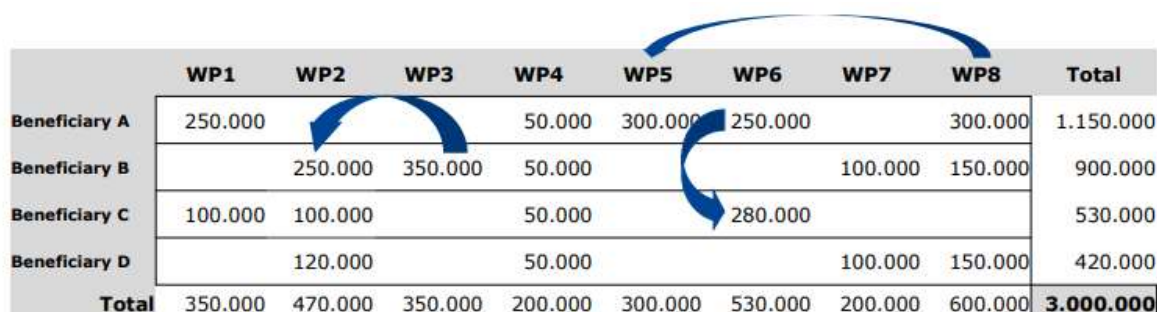 WP1 WP2 WP3 WP4 WP5 WP6 WP7 WP8 Total
Beneficiary A 250.000 50.000 300.000 250.000 300.000 1.150.000
Beneficiary B 250.000 350.000 50.000 100.000 150.000 900.000
Beneficiary C 100.000 100.000 50.000 280.000 530.000
Beneficiary D 120.000 50.000 100.000 150.000 420.000
Total 350.000 470.000 350.000 200.000 300.000 530.000 200.000 600.000 3.000.000